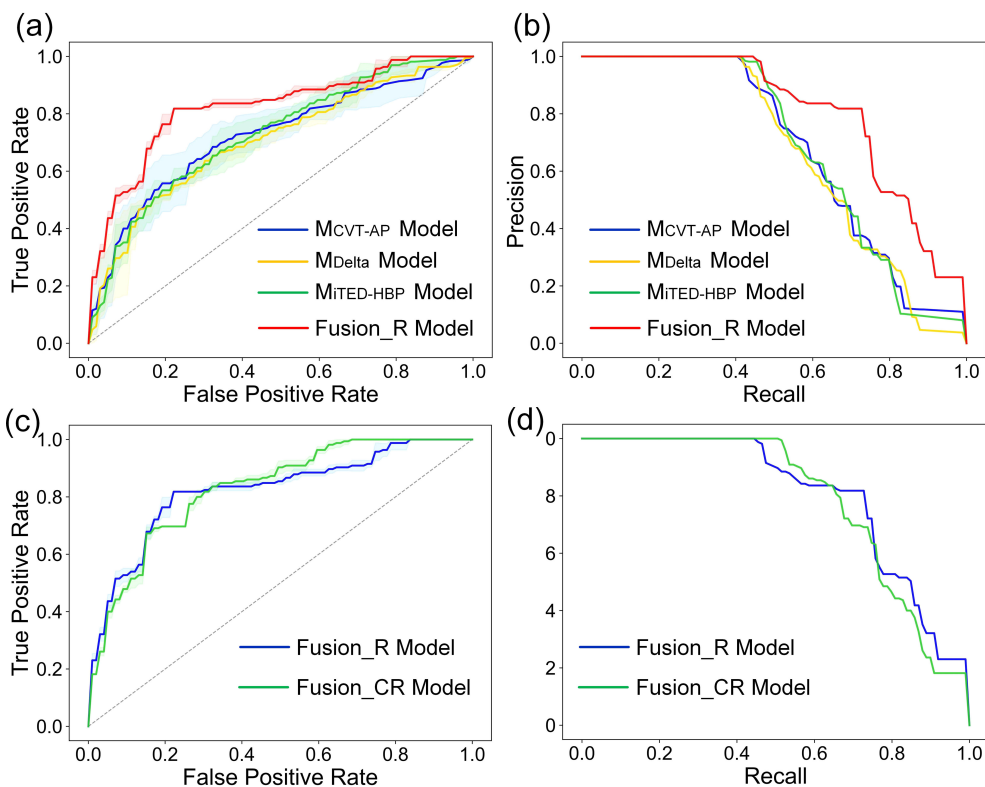 (a)
1.0
0.8
0.6
0.4
0.2
0.0
True Positive Rate
MCVT-AP Model
MDelta Model
MiTED-HBP Model
Fusion_R Model
0.0 0.2 0.4 0.6 0.8 1.0
False Positive Rate
(b)
1.0
0.8
0.6
0.4
0.2
0.0
Precision
MCVT-AP Model
MDelta Model
MiTED-HBP Model
Fusion_R Model
0.0 0.2 0.4 0.6 0.8 1.0
Recall
(c)
1.0
0.8
0.6
0.4
0.2
0.0
True Positive Rate
Fusion_R Model
Fusion_CR Model
0.0 0.2 0.4 0.6 0.8 1.0
False Positive Rate
(d)
0
8
6
4
2
0
Fusion_R Model
Fusion_CR Model
0.0 0.2 0.4 0.6 0.8 1.0
Recall